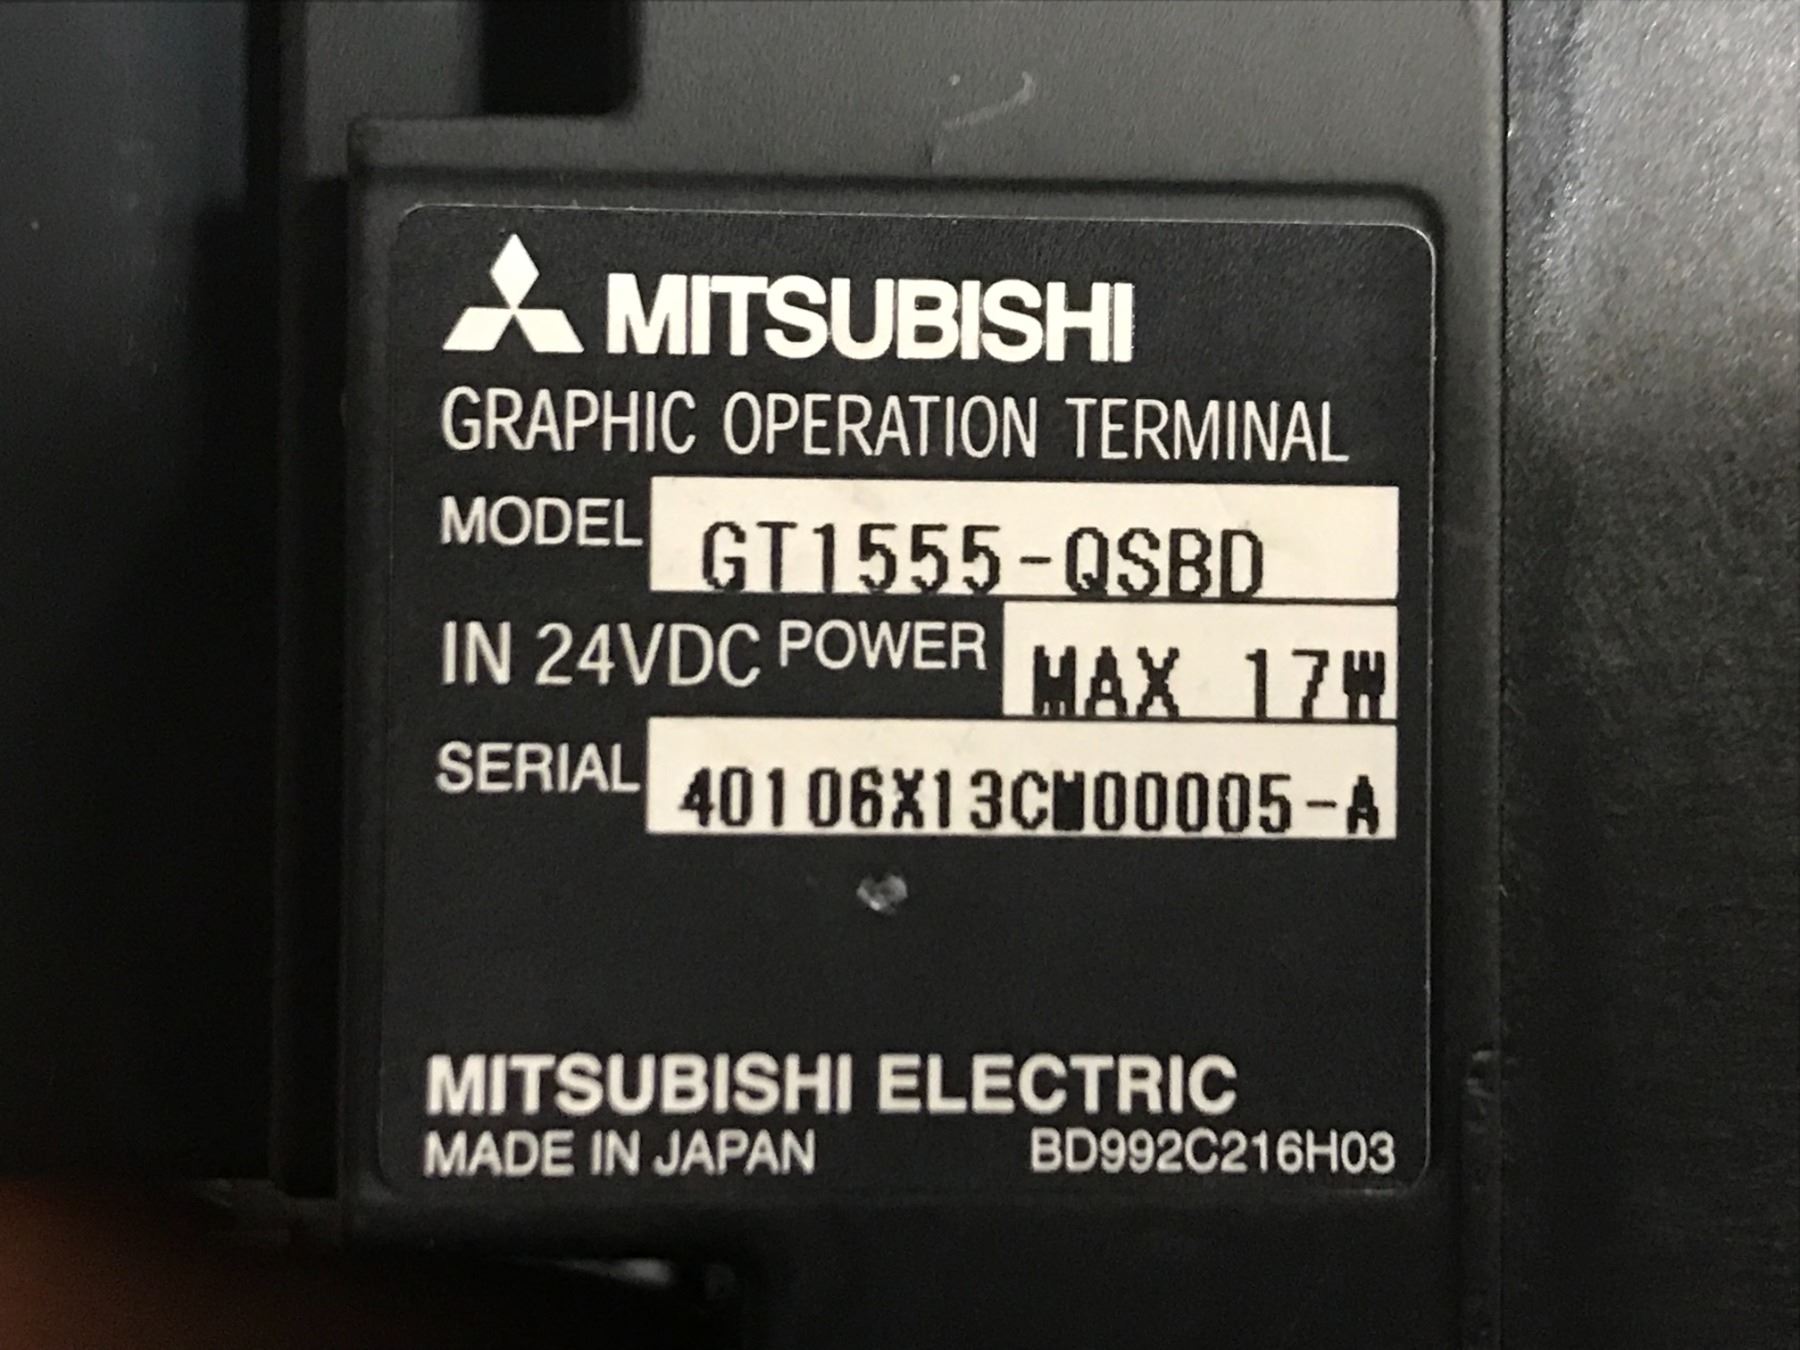 MITSUBISHI
GRAPHIC OPERATION TERMINAL
MODEL GT1555-QSBD
IN 24VDC POWER MAX 17W
SERIAL 40106X13CM00005-A
MITSUBISHI ELECTRIC
MADE IN JAPAN BD992C216H03